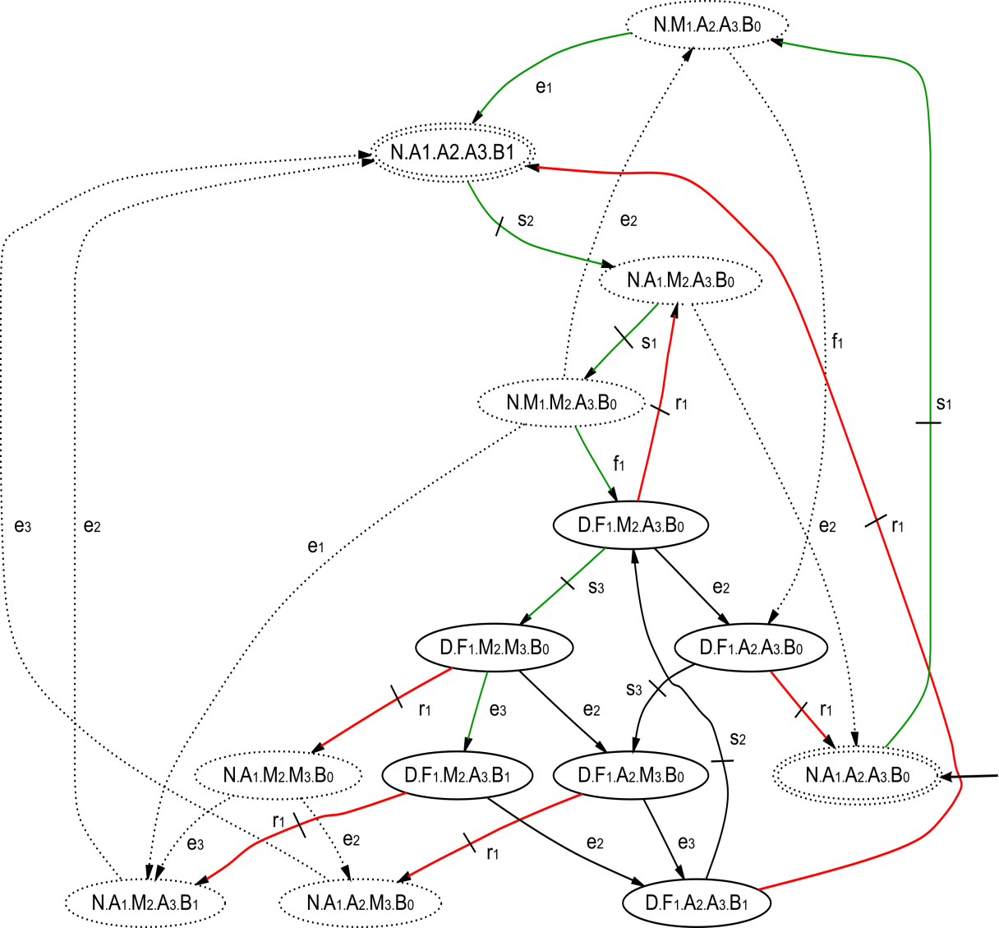 N.M1.A2.A3.B0
e1
N.A1.A2.A3.B1
s2
e2
N.A1.M2.A3.B0
s1
f1
N.M1.M2.A3.B0
r1
s1
f1
D.F1.M2.A3.B0
e3
e2
e1
e2
r1
s3
e2
D.F1.M2.M3.B0
D.F1.A2.A3.B0
s3
r1
e3
e2
r1
s2
N.A1.M2.M3.B0
D.F1.M2.A3.B1
D.F1.A2.M3.B0
N.A1.A2.A3.B0
r1
e3
e2
e2
e3
r1
N.A1.M2.A3.B1
N.A1.A2.M3.B0
D.F1.A2.A3.B1